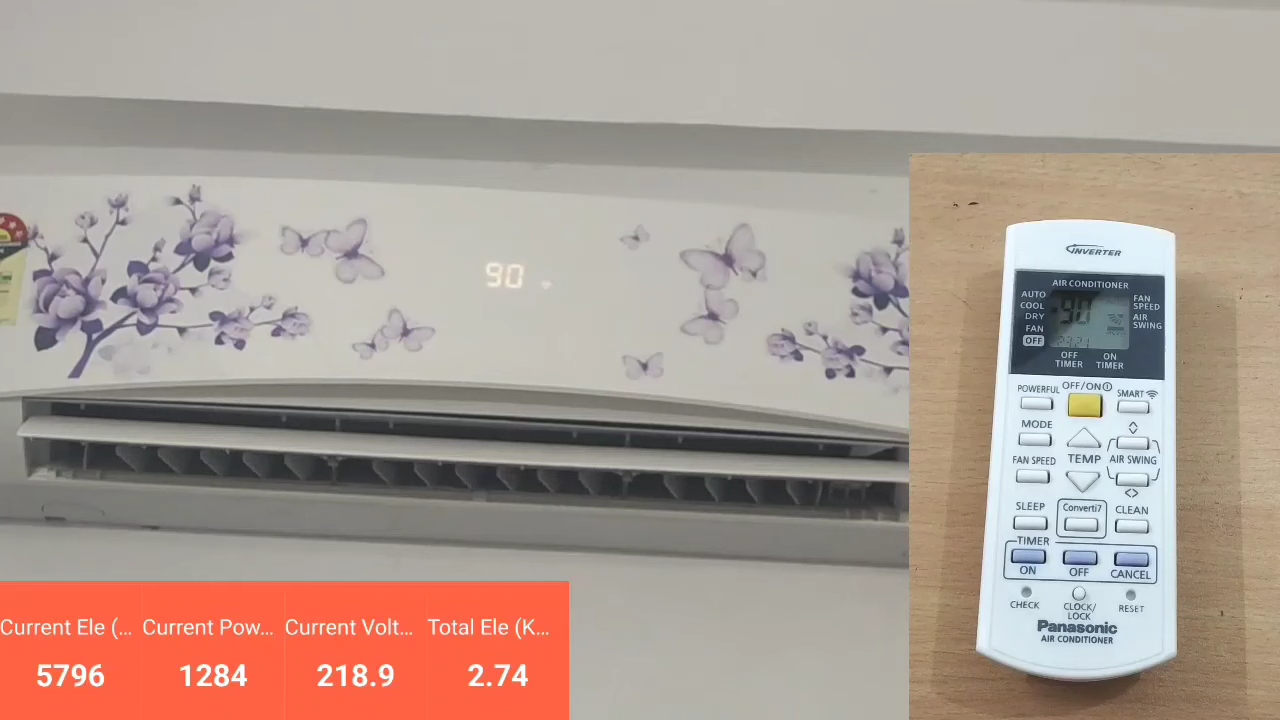 90
INVERTER
AIR CONDITIONER
AUTO
COOL
DRY
FAN
OFF
90
FAN
SPEED
AIR
SWING
OFF
TIMER
ON
TIMER
POWERFUL
OFF/ON
SMART
MODE
TEMP
FAN SPEED
AIR SWING
SLEEP
Converti7
CLEAN
TIMER
ON
OFF
CANCEL
CHECK
CLOCK/
LOCK
RESET
Panasonic
AIR CONDITIONER
Current Ele (... Current Pow... Current Volt... Total Ele (K...
5796 1284 218.9 2.74